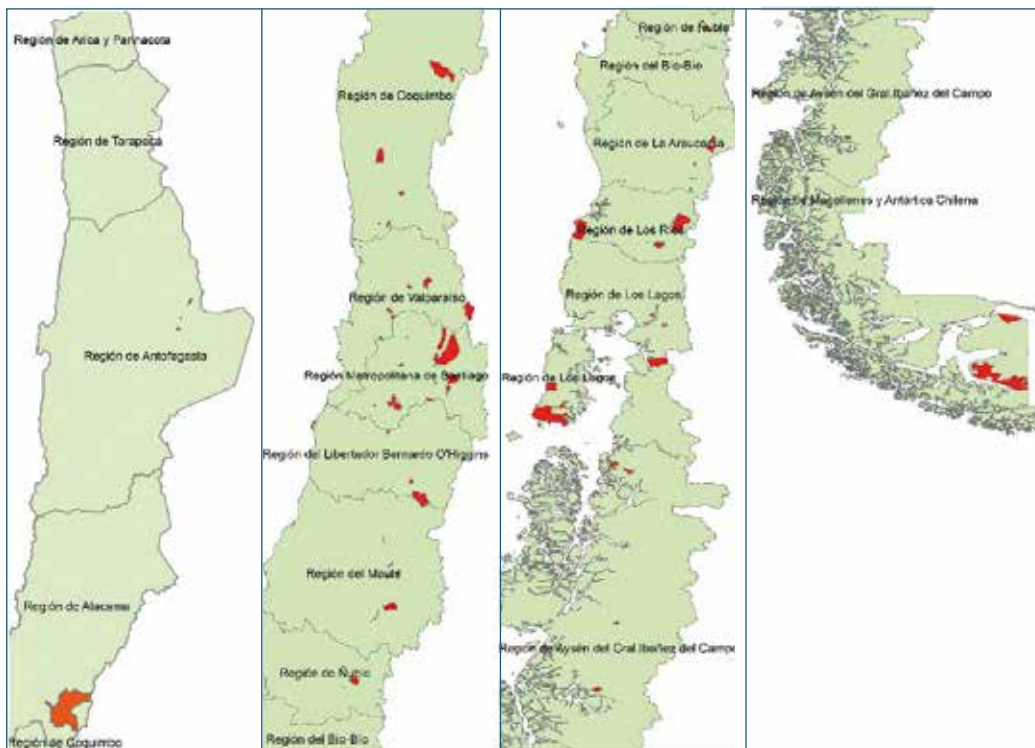 Región de Arica y Parinacota
Región de Tarapacá
Región de Antofagasta
Región de Atacama
Región de Coquimbo
Región de Coquimbo
Región de Valparaíso
Región Metropolitana de Santiago
Región del Libertador Bernardo O'Higgins
Región del Maule
Región de Ñuble
Región del Bio-Bio
Región de Ñuble
Región del Bio-Bio
Región de La Araucanía
Región de Los Ríos
Región de Los Lagos
Región de Los Lagos
Región de Aysén del Gral.Ibañez del Campo
Región de Aysén del Gral.Ibañez del Campo
Región de Magallanes y Antártica Chilena